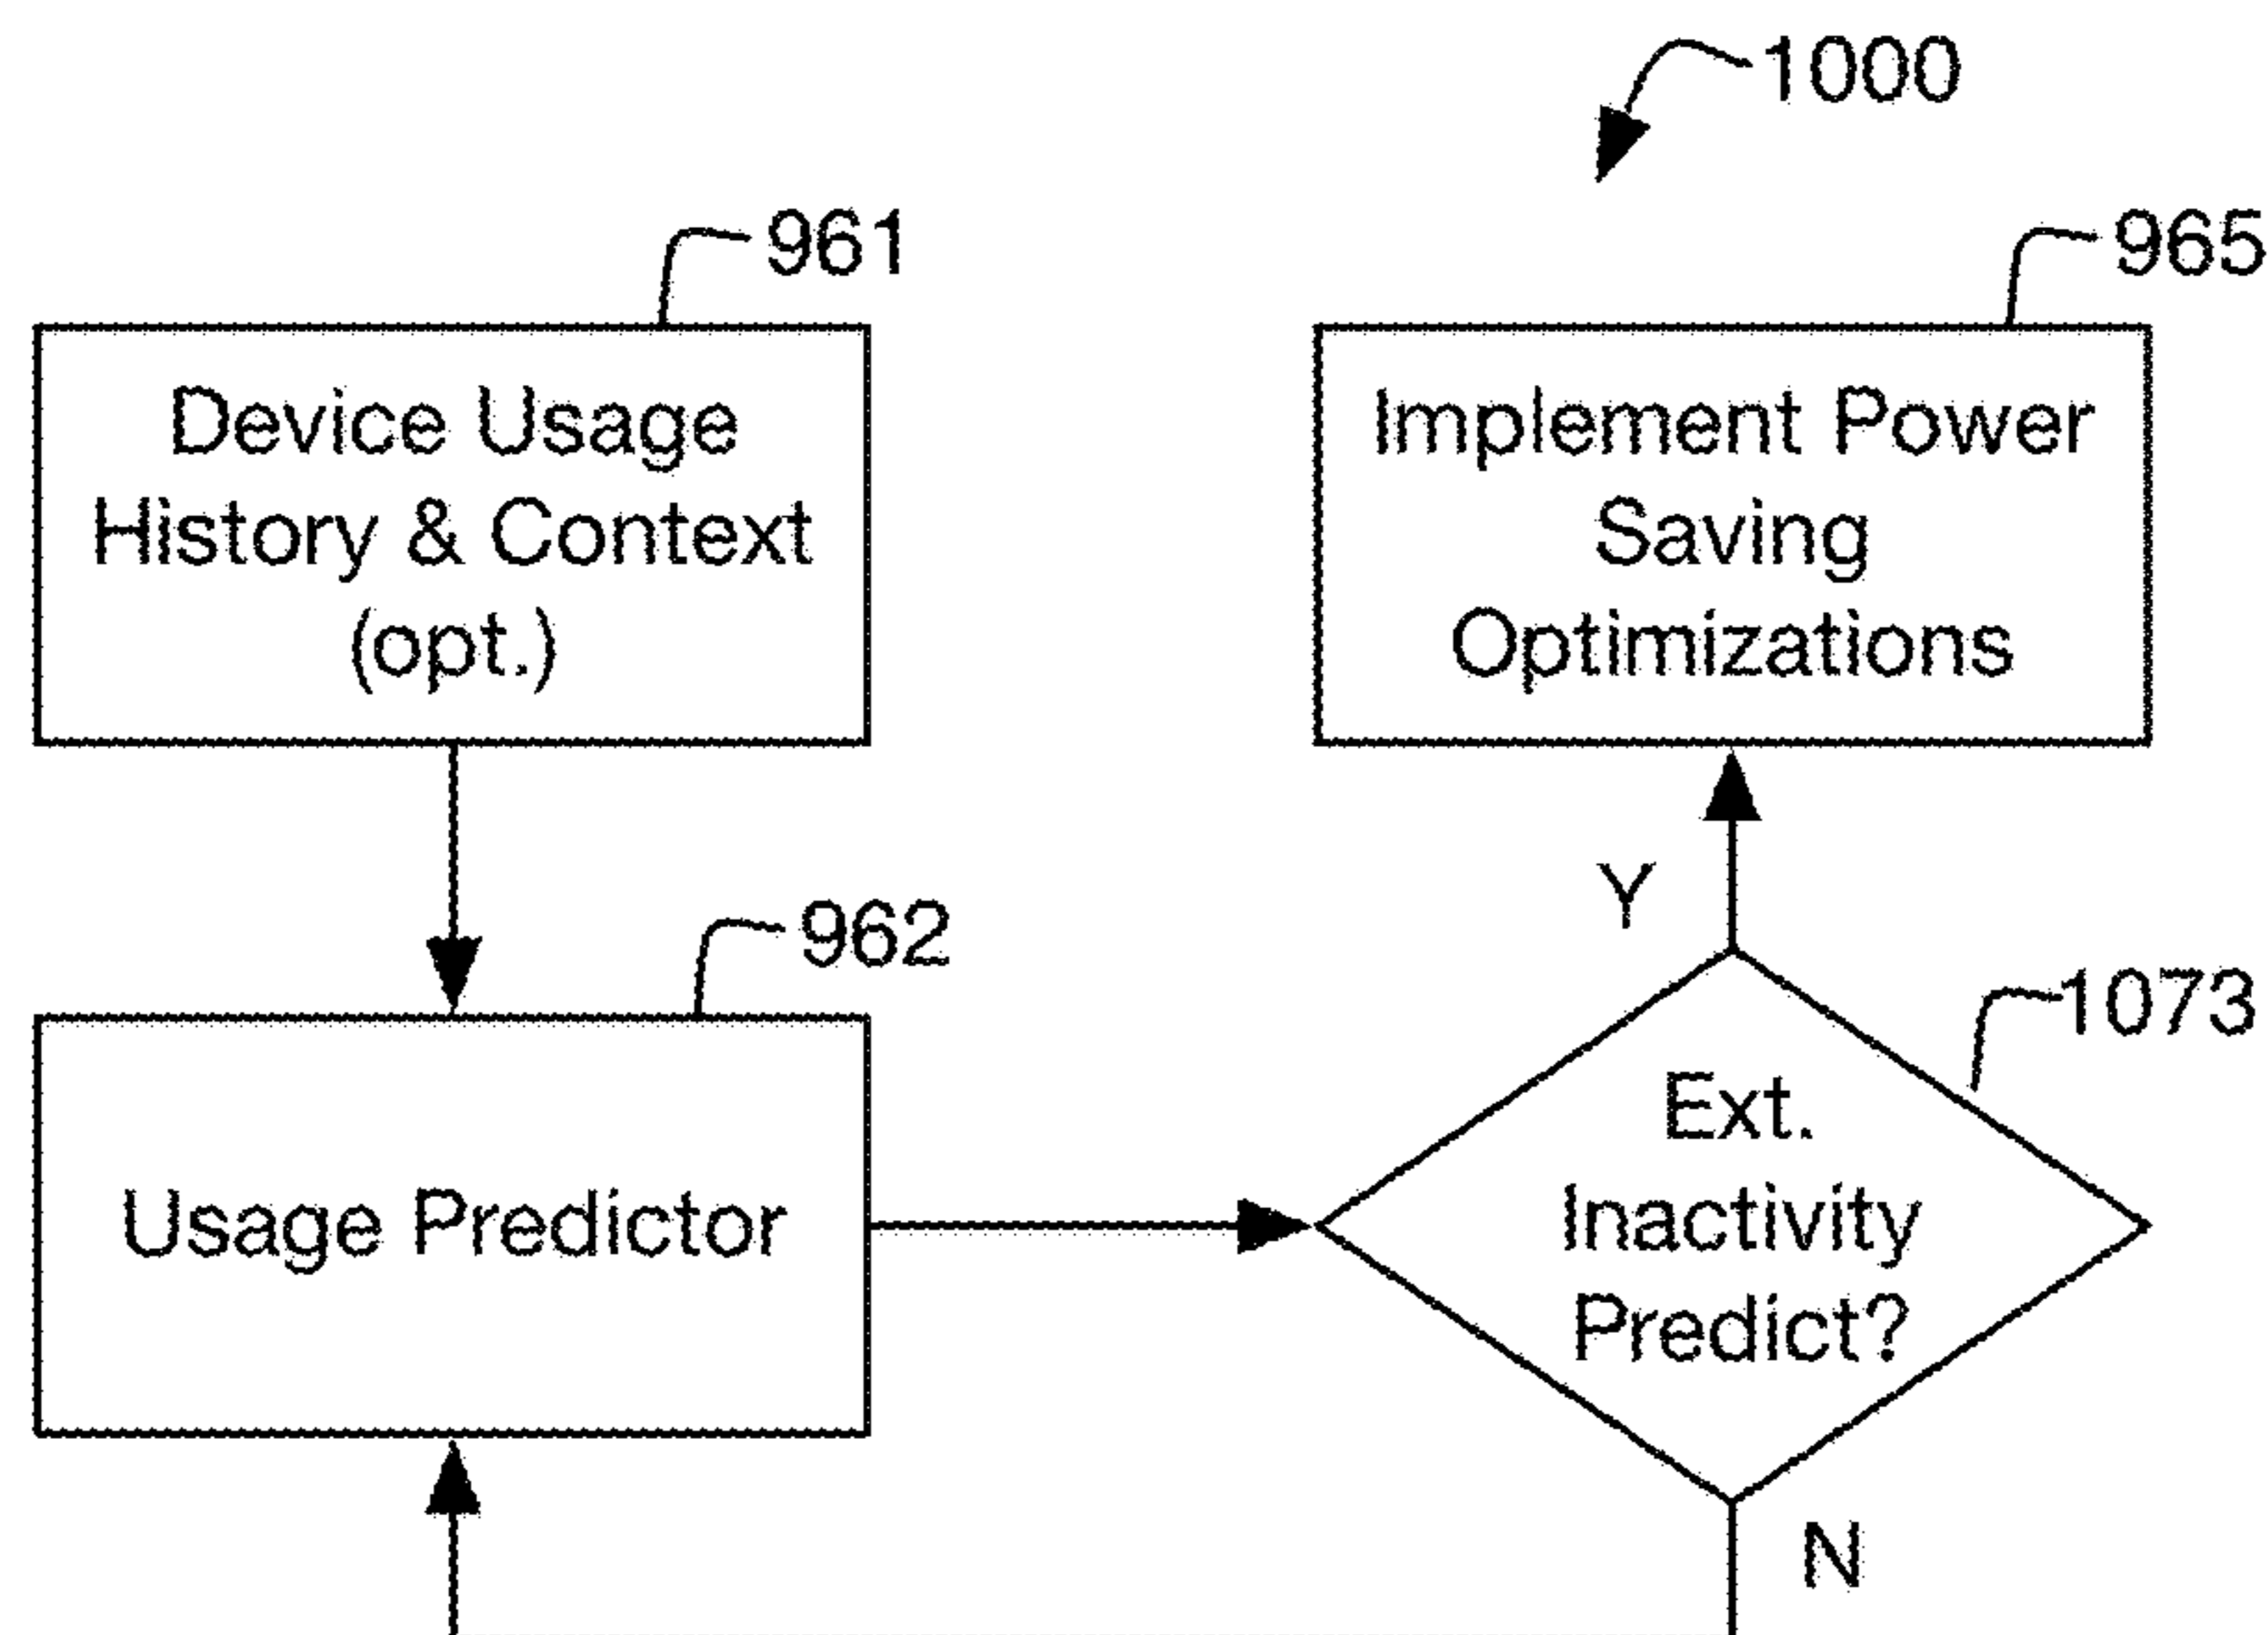 1000
961
965
Device Usage
History & Context
(opt.)
Implement Power
Saving
Optimizations
Y
962
1073
Usage Predictor
Ext.
Inactivity
Predict?
N